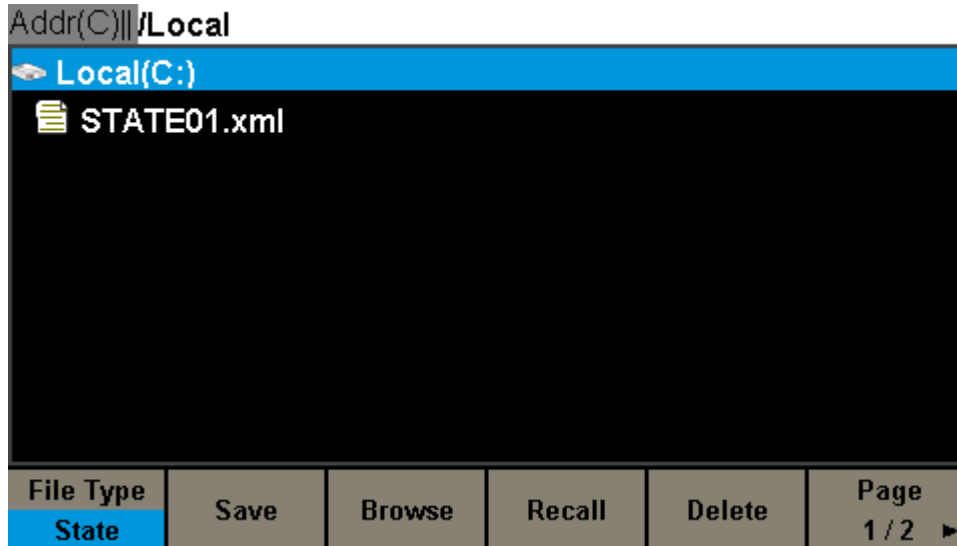 Addr(C)|| /Local
Local(C:)
STATE01.xml
File Type Save Browse Recall Delete Page
State 1 / 2